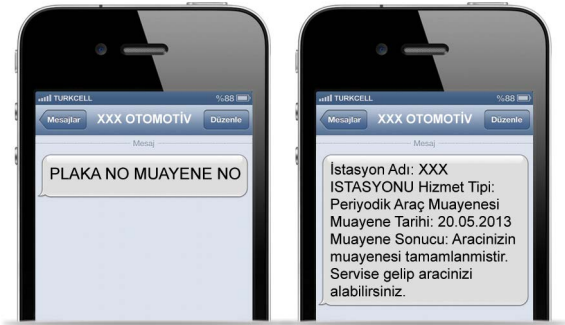 TURKCELL %88
Mesajlar XXX OTOMOTİV Düzenle
Mesaj
PLAKA NO MUAYENE NO
TURKCELL %88
Mesajlar XXX OTOMOTİV Düzenle
Mesaj
İstasyon Adı: XXX
ISTASYONU Hizmet Tipi:
Periyodik Araç Muayenesi
Muayene Tarihi: 20.05.2013
Muayene Sonucu: Aracinizin
muayenesi tamamlanmistir.
Servise gelip aracinizi
alabilirsiniz.